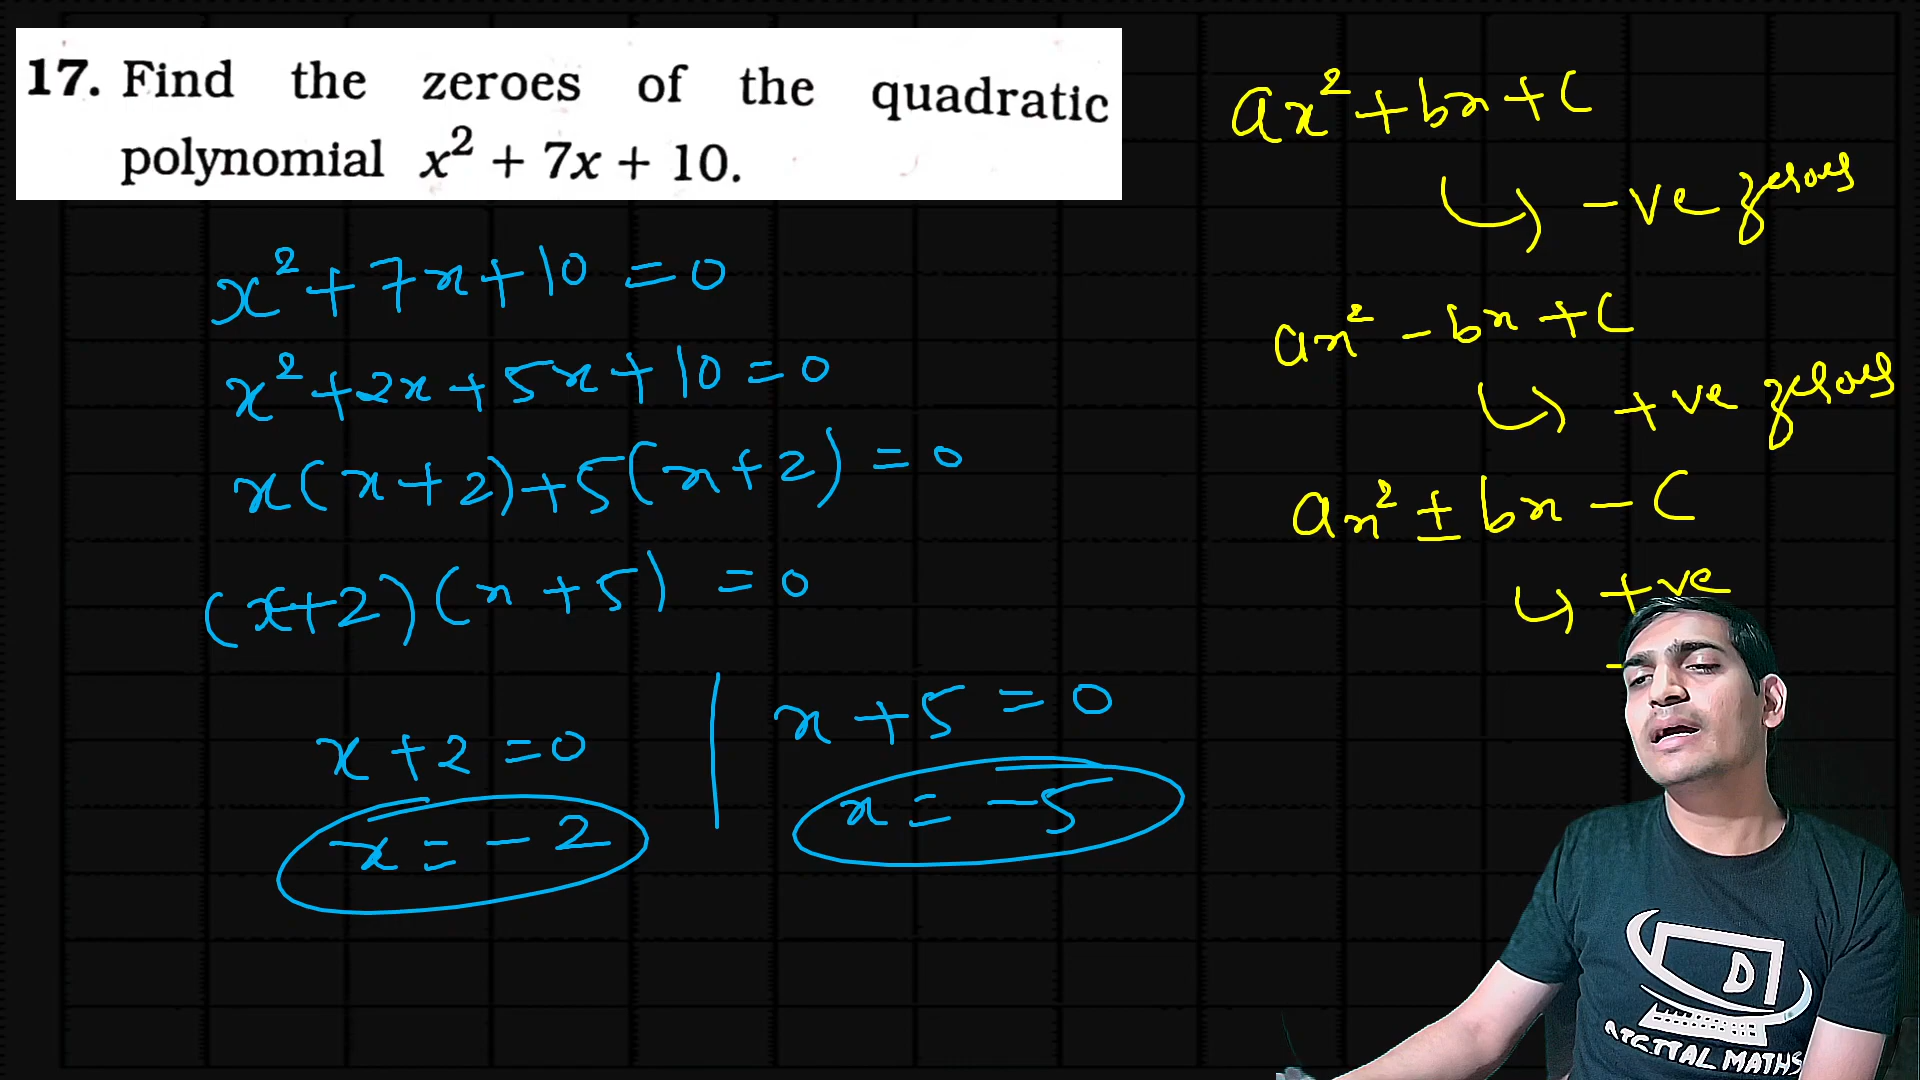 17. Find the zeroes of the quadratic
polynomial x² + 7x + 10.
x² + 7x + 10 = 0
x² + 2x + 5x + 10 = 0
x(x + 2) + 5(x + 2) = 0
(x+2)(x + 5) = 0
x + 2 = 0
x = - 2
x + 5 = 0
x = - 5
ax² + bx + c
-ve zeroes
ax² - bx + c
+ve zeroes
ax² ± bx - c
+ve
D
DIGITAL MATHS